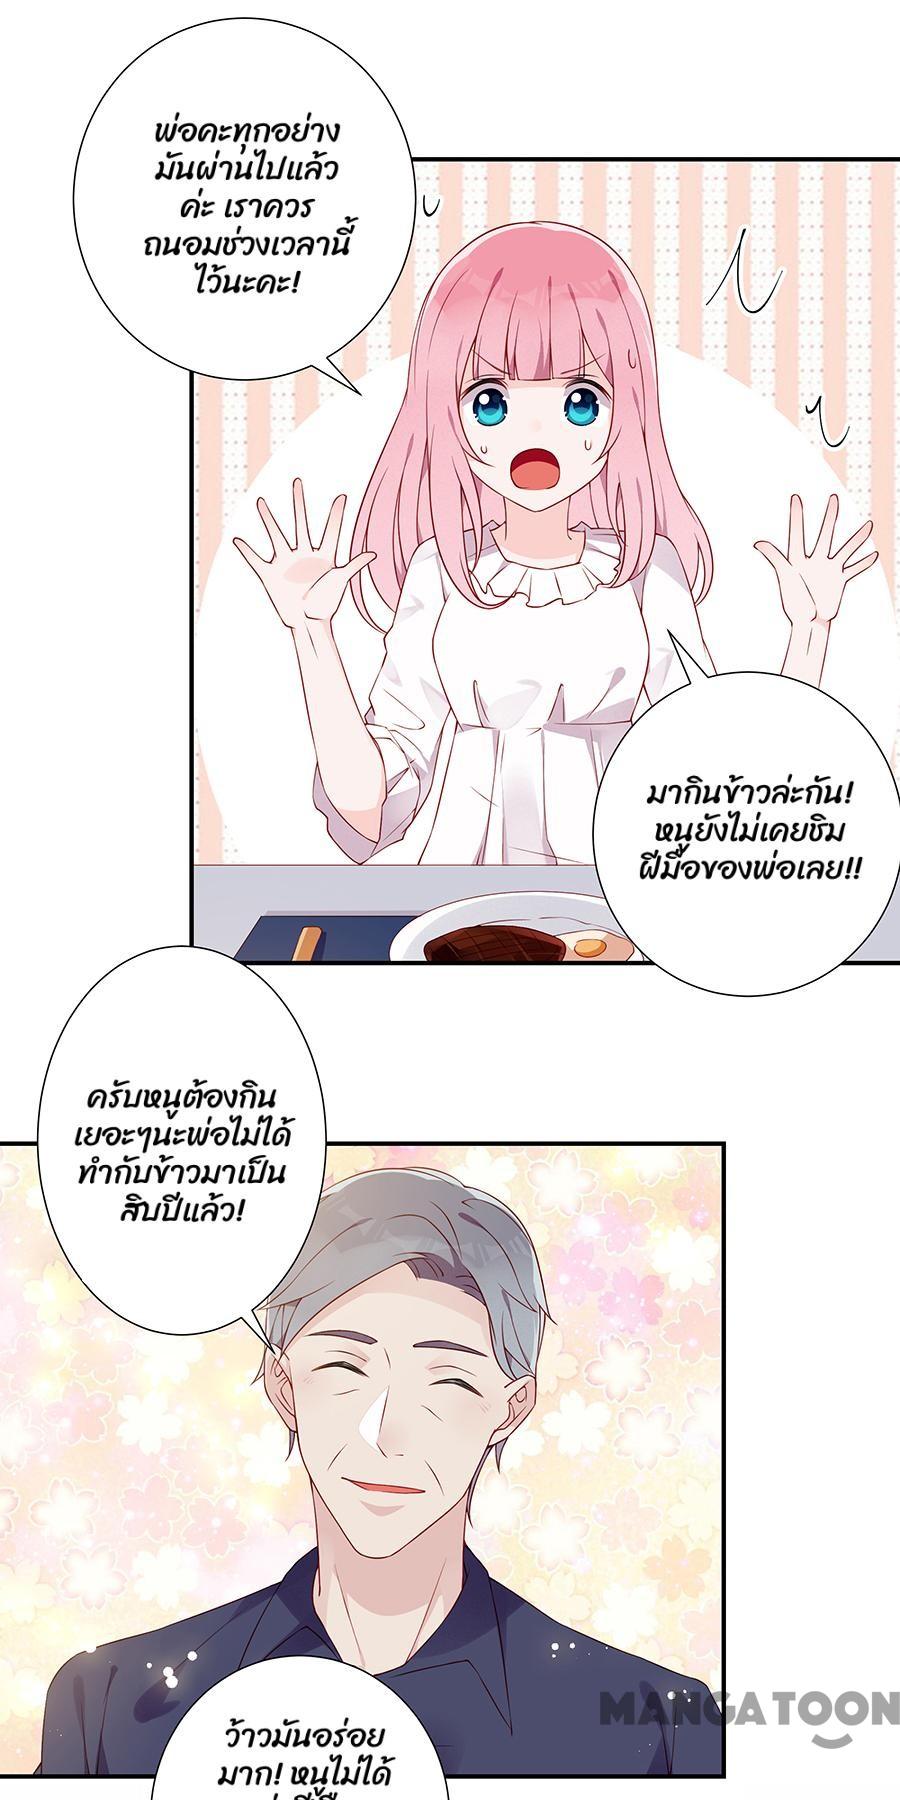 พ่อคะทุกอย่าง
มันผ่านไปแล้ว
ค่ะ เราควร
ถนอมช่วงเวลานี้
ไว้นะคะ!
มากินข้าวล่ะกัน!
หนูยังไม่เคยชิม
ฝีมือของพ่อเลย!!
ครับหนูต้องกิน
เยอะๆนะพ่อไม่ได้
ทำกับข้าวมาเป็น
สิบปีแล้ว!
MANGATOON
ว้าวมันอร่อย
มาก! หนูไม่ได้